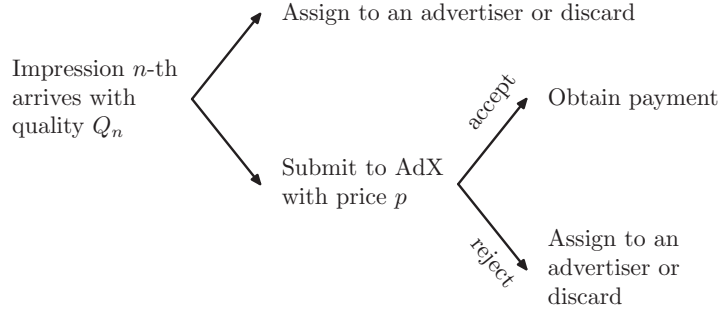 Assign to an advertiser or discard
Impression n-th
arrives with
quality Qn
accept
Obtain payment
Submit to AdX
with price p
reject
Assign to an
advertiser or
discard